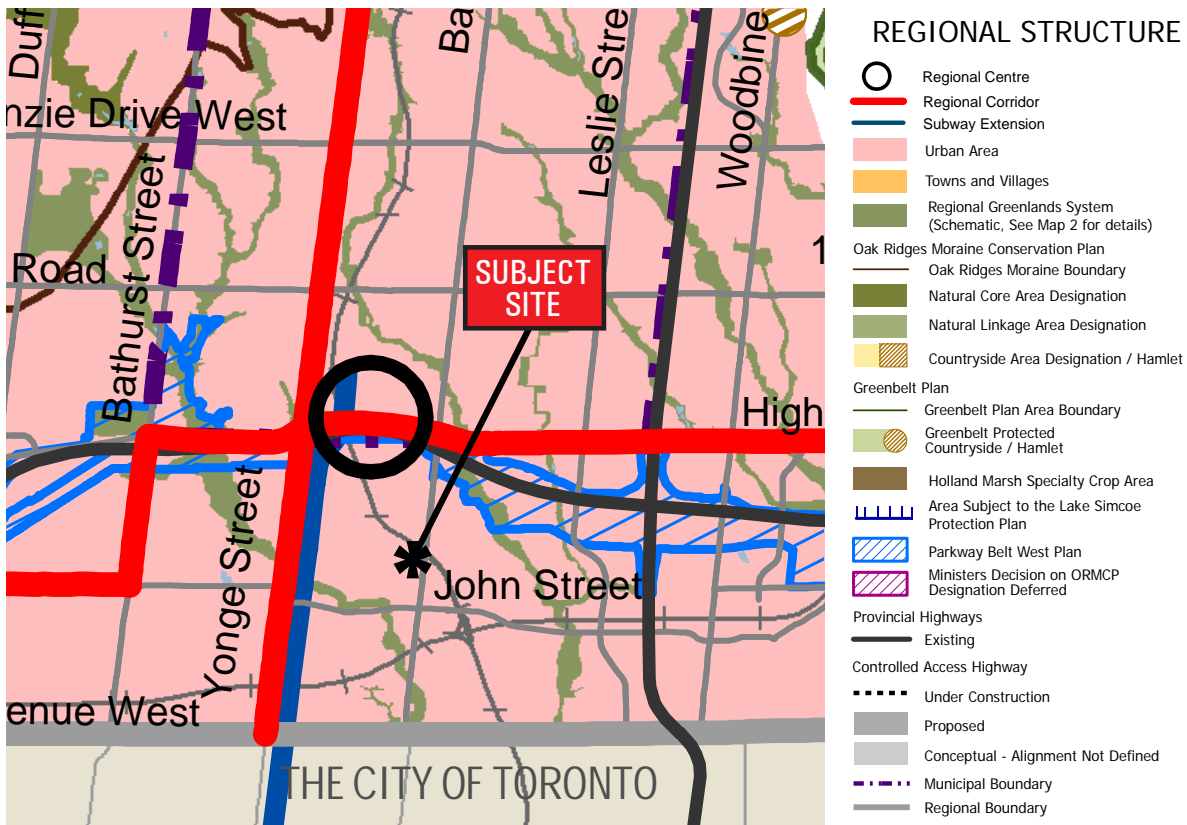 Duff
Ba
Leslie Stre
Woodbine
nzie Drive West
Bathurst Street
Road
1
SUBJECT
SITE
High
Yonge Street
John Street
enue West
THE CITY OF TORONTO
REGIONAL STRUCTURE
Regional Centre
Regional Corridor
Subway Extension
Urban Area
Towns and Villages
Regional Greenlands System
(Schematic, See Map 2 for details)
Oak Ridges Moraine Conservation Plan
Oak Ridges Moraine Boundary
Natural Core Area Designation
Natural Linkage Area Designation
Countryside Area Designation / Hamlet
Greenbelt Plan
Greenbelt Plan Area Boundary
Greenbelt Protected
Countryside / Hamlet
Holland Marsh Specialty Crop Area
Area Subject to the Lake Simcoe
Protection Plan
Parkway Belt West Plan
Ministers Decision on ORMCP
Designation Deferred
Provincial Highways
Existing
Controlled Access Highway
Under Construction
Proposed
Conceptual - Alignment Not Defined
Municipal Boundary
Regional Boundary